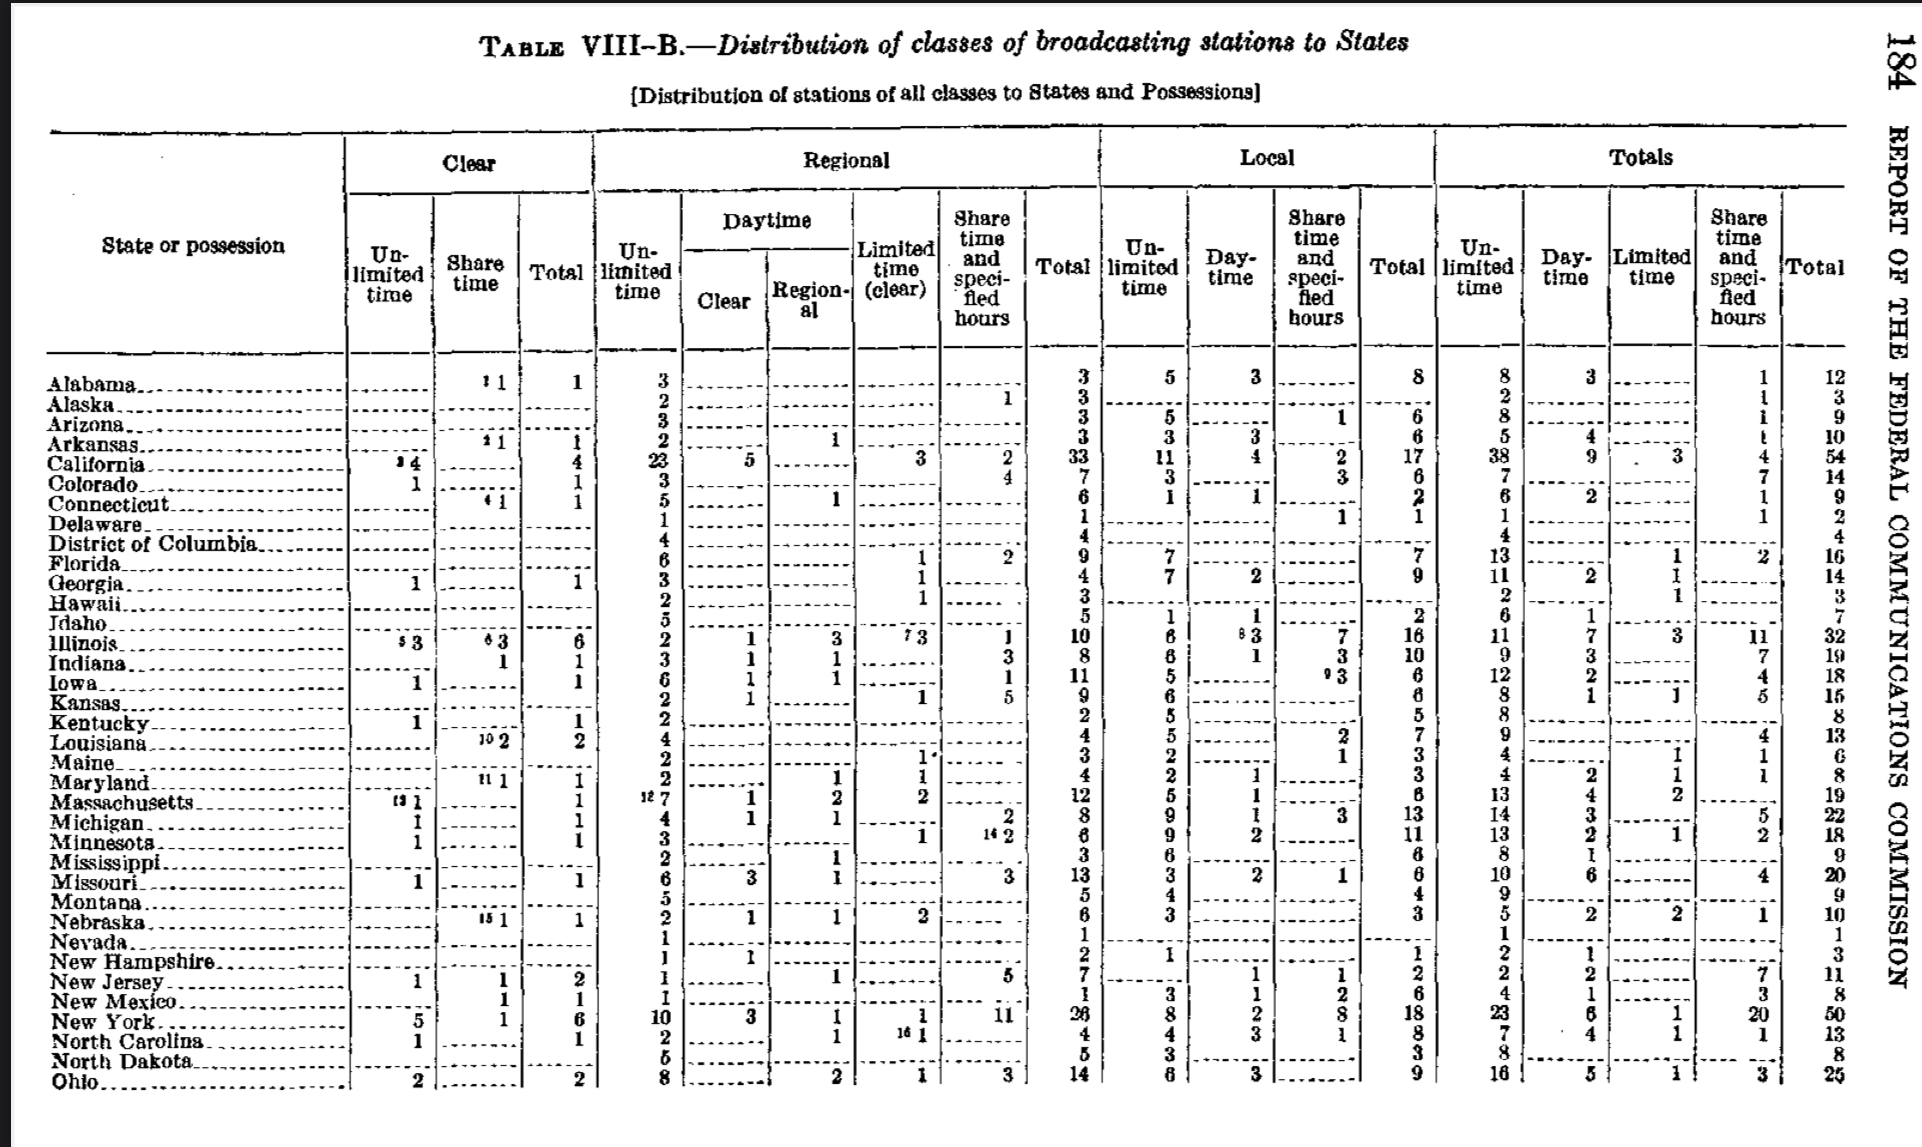 TABLE VIII-B.—Distribution of classes of broadcasting stations to States
[Distribution of stations of all classes to States and Possessions]
State or possession | Clear | Regional | Local | Totals
Unlimited time | Share time | Total | Unlimited time | Daytime Clear | Daytime Regional | Limited time (clear) | Share time and specified hours | Total | Unlimited time | Daytime | Share time and specified hours | Total | Unlimited time | Daytime | Limited time | Share time and specified hours | Total
Alabama | | ² 1 | 1 | 3 | | | | | 3 | 5 | 3 | | 8 | 8 | 3 | | 1 | 12
Alaska | | | | 2 | | | | 1 | 3 | | | | | 2 | | | 1 | 3
Arizona | | | | 3 | | | | | 3 | 5 | | 1 | 6 | 8 | | | 1 | 9
Arkansas | | ² 1 | 1 | 2 | | 1 | | | 3 | 3 | 3 | | 6 | 5 | 4 | | 1 | 10
California | ³ 4 | | 4 | 23 | 5 | | 3 | 2 | 33 | 11 | 4 | 2 | 17 | 38 | 9 | 3 | 4 | 54
Colorado | 1 | | 1 | 3 | | | | 4 | 7 | 3 | | 3 | 6 | 7 | | | 7 | 14
Connecticut | | ⁴ 1 | 1 | 5 | | 1 | | | 6 | 1 | 1 | | 2 | 6 | 2 | | 1 | 9
Delaware | | | | 1 | | | | | 1 | | | 1 | 1 | 1 | | | 1 | 2
District of Columbia | | | | 4 | | | | | 4 | | | | | 4 | | | | 4
Florida | | | | 6 | | | 1 | 2 | 9 | 7 | | | 7 | 13 | | 1 | 2 | 16
Georgia | 1 | | 1 | 3 | | | 1 | | 4 | 7 | 2 | | 9 | 11 | 2 | 1 | | 14
Hawaii | | | | 2 | | | 1 | | 3 | | | | | 2 | | 1 | | 3
Idaho | | | | 5 | | | | | 5 | 1 | 1 | | 2 | 6 | 1 | | | 7
Illinois | ⁵ 3 | ⁶ 3 | 6 | 2 | 1 | 3 | ⁷ 3 | 1 | 10 | 6 | ⁸ 3 | 7 | 16 | 11 | 7 | 3 | 11 | 32
Indiana | | 1 | 1 | 3 | 1 | 1 | | 3 | 8 | 6 | 1 | 3 | 10 | 9 | 3 | | 7 | 19
Iowa | 1 | | 1 | 6 | 1 | 1 | | 1 | 11 | 5 | | ⁹ 3 | 6 | 12 | 2 | | 4 | 18
Kansas | | | | 2 | 1 | | 1 | 5 | 9 | 6 | | | 6 | 8 | 1 | 1 | 5 | 15
Kentucky | 1 | | 1 | 2 | | | | | 2 | 5 | | | 5 | 8 | | | | 8
Louisiana | | ¹⁰ 2 | 2 | 4 | | | | | 4 | 5 | | 2 | 7 | 9 | | | 4 | 13
Maine | | | | 2 | | | 1 | | 3 | 2 | | 1 | 3 | 4 | | 1 | 1 | 6
Maryland | | ¹¹ 1 | 1 | 2 | | 1 | 1 | | 4 | 2 | 1 | | 3 | 4 | 2 | 1 | 1 | 8
Massachusetts | ¹³ 1 | | 1 | ¹² 7 | 1 | 2 | 2 | | 12 | 5 | 1 | | 6 | 13 | 4 | 2 | | 19
Michigan | 1 | | 1 | 4 | 1 | 1 | | 2 | 8 | 9 | 1 | 3 | 13 | 14 | 3 | | 5 | 22
Minnesota | 1 | | 1 | 3 | | | 1 | ¹⁴ 2 | 6 | 9 | 2 | | 11 | 13 | 2 | 1 | 2 | 18
Mississippi | | | | 2 | | 1 | | | 3 | 6 | | | 6 | 8 | 1 | | | 9
Missouri | 1 | | 1 | 6 | 3 | 1 | | 3 | 13 | 3 | 2 | 1 | 6 | 10 | 6 | | 4 | 20
Montana | | | | 5 | | | | | 5 | 4 | | | 4 | 9 | | | | 9
Nebraska | | ¹⁵ 1 | 1 | 2 | 1 | 1 | 2 | | 6 | 3 | | | 3 | 5 | 2 | 2 | 1 | 10
Nevada | | | | 1 | | | | | 1 | | | | | 1 | | | | 1
New Hampshire | | | | 1 | 1 | | | | 2 | 1 | | | 1 | 2 | 1 | | | 3
New Jersey | 1 | 1 | 2 | 1 | | 1 | | 5 | 7 | | 1 | 1 | 2 | 2 | 2 | | 7 | 11
New Mexico | | 1 | 1 | 1 | | | | | 1 | 3 | 1 | 2 | 6 | 4 | 1 | | 3 | 8
New York | 5 | 1 | 6 | 10 | 3 | 1 | 1 | 11 | 26 | 8 | 2 | 8 | 18 | 23 | 6 | 1 | 20 | 50
North Carolina | 1 | | 1 | 2 | | 1 | ¹⁶ 1 | | 4 | 4 | 3 | 1 | 8 | 7 | 4 | 1 | 1 | 13
North Dakota | | | | 5 | | | | | 5 | 3 | | | 3 | 8 | | | | 8
Ohio | 2 | | 2 | 8 | | 2 | 1 | 3 | 14 | 6 | 3 | | 9 | 16 | 5 | 1 | 3 | 25
184 REPORT OF THE FEDERAL COMMUNICATIONS COMMISSION